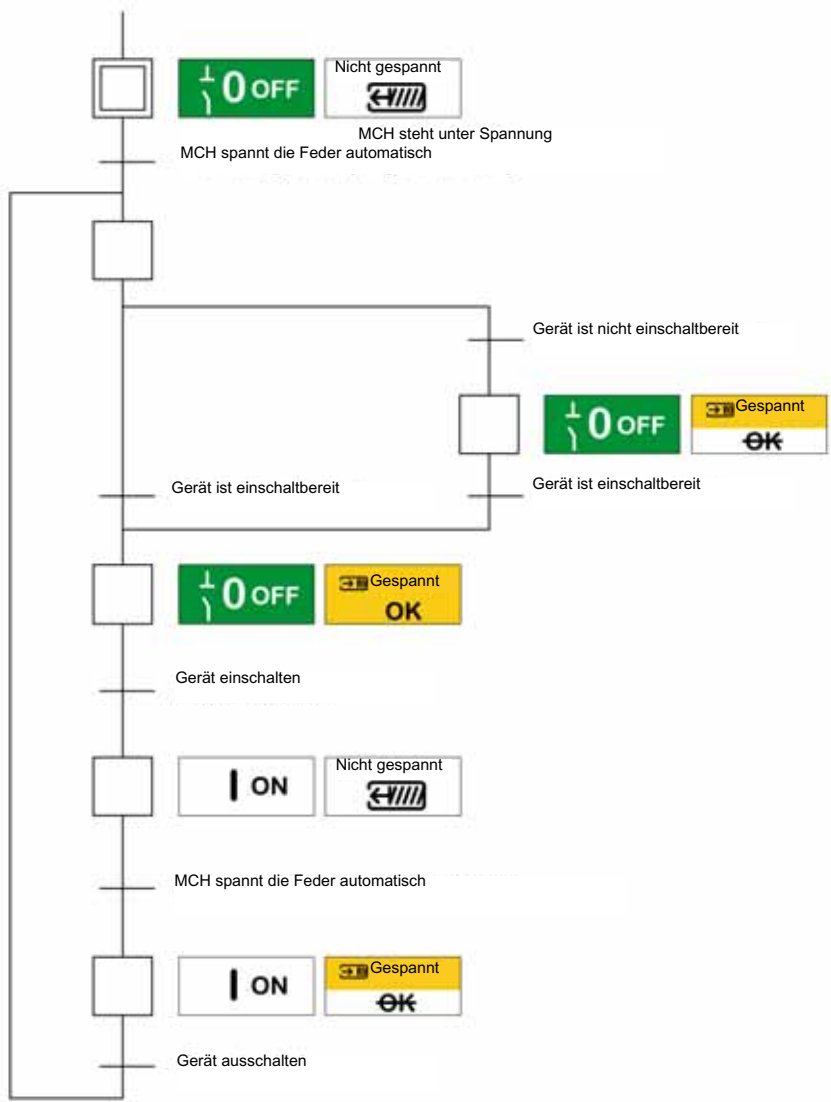 0 OFF
Nicht gespannt
MCH steht unter Spannung
MCH spannt die Feder automatisch
Gerät ist nicht einschaltbereit
0 OFF
Gespannt
OK
Gerät ist einschaltbereit
Gerät ist einschaltbereit
0 OFF
Gespannt
OK
Gerät einschalten
I ON
Nicht gespannt
MCH spannt die Feder automatisch
I ON
Gespannt
OK
Gerät ausschalten